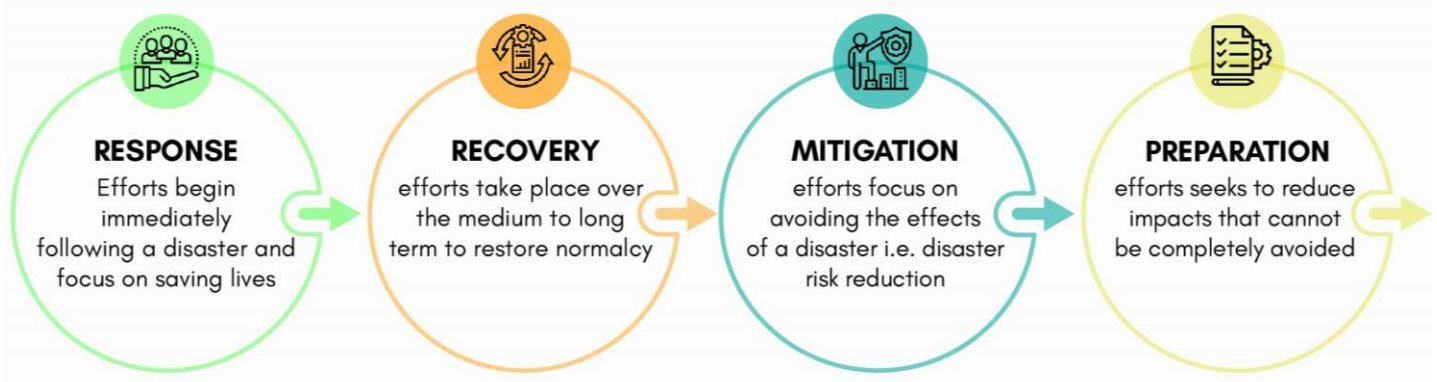 RESPONSE
Efforts begin
immediately
following a disaster and
focus on saving lives
RECOVERY
efforts take place over
the medium to long
term to restore normalcy
MITIGATION
efforts focus on
avoiding the effects
of a disaster i.e. disaster
risk reduction
PREPARATION
efforts seeks to reduce
impacts that cannot
be completely avoided